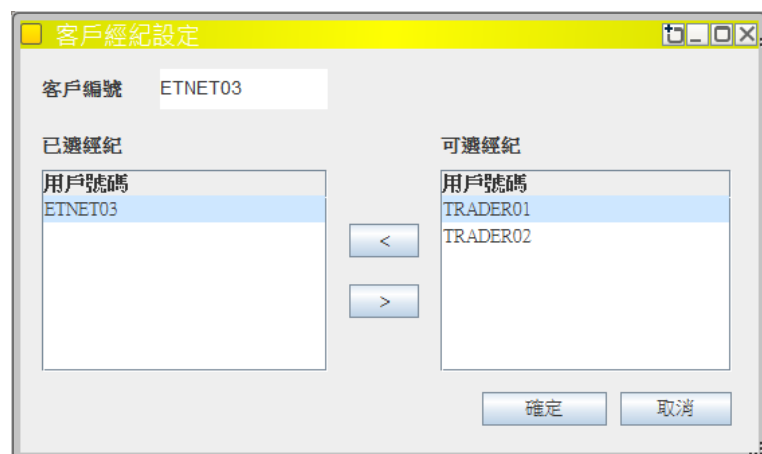 客戶經紀設定
客戶編號 ETNET03
已選經紀
用戶號碼
ETNET03
<
>
可選經紀
用戶號碼
TRADER01
TRADER02
確定 取消